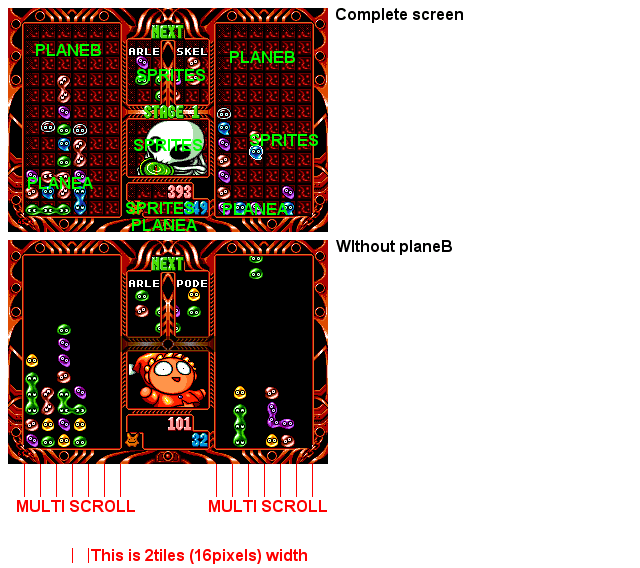 Complete screen
NEXT
PLANEB
ARLE SKEL
PLANEB
SPRITES
STAGE 1
SPRITES
SPRITES
PLANEA
393
SPRITES 319
PLANEA
PLANEA
WIthout planeB
NEXT
ARLE PODE
101
32
MULTI SCROLL MULTI SCROLL
This is 2tiles (16pixels) width